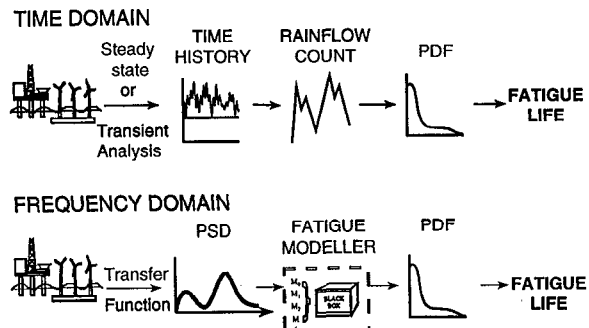 TIME DOMAIN
Steady
state
or
Transient
Analysis
TIME
HISTORY
RAINFLOW
COUNT
PDF
FATIGUE
LIFE
FREQUENCY DOMAIN
Transfer
Function
PSD
FATIGUE
MODELLER
BLACK
BOX
PDF
FATIGUE
LIFE